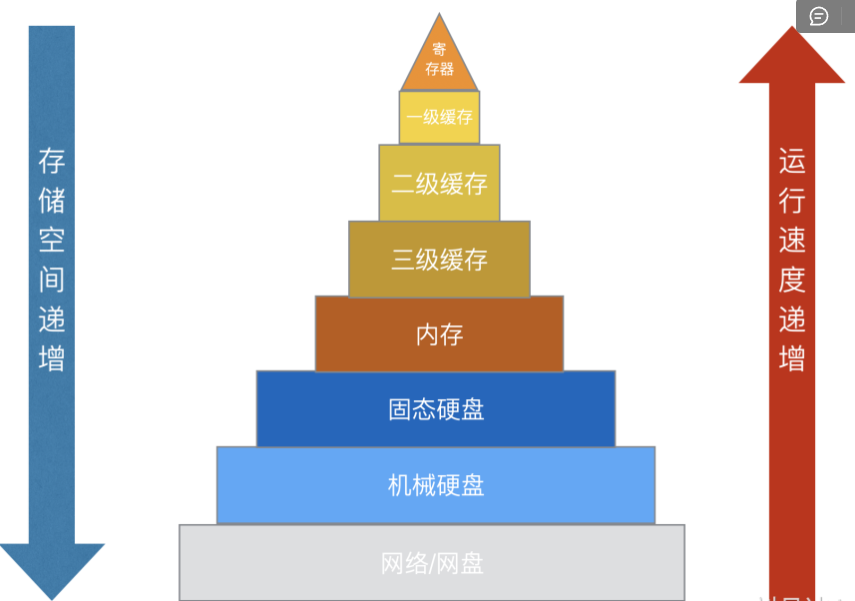 寄
存器
一级缓存
二级缓存
三级缓存
内存
固态硬盘
机械硬盘
网络/网盘
存储空间递增
运行速度递增